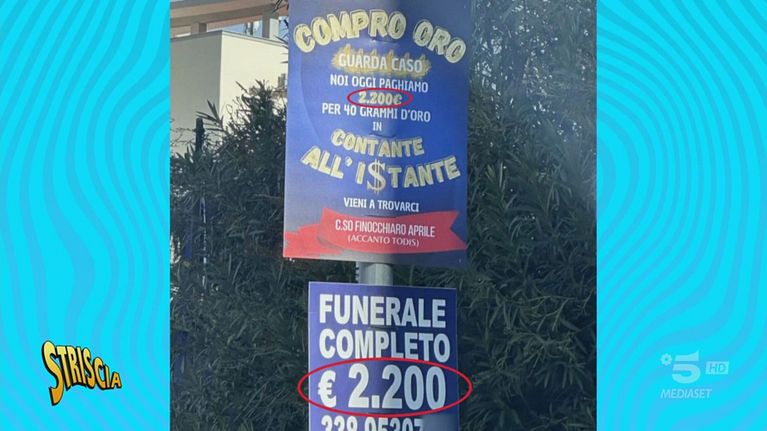 COMPRO ORO
GUARDA CASO
NOI OGGI PAGHIAMO
2.200€
PER 40 GRAMMI D'ORO
IN
CONTANTE
ALL' I$TANTE
VIENI A TROVARCI
C.SO FINOCCHIARO APRILE
(ACCANTO TODIS)
FUNERALE
COMPLETO
€ 2.200
STRISCIA
5 HD
MEDIASET